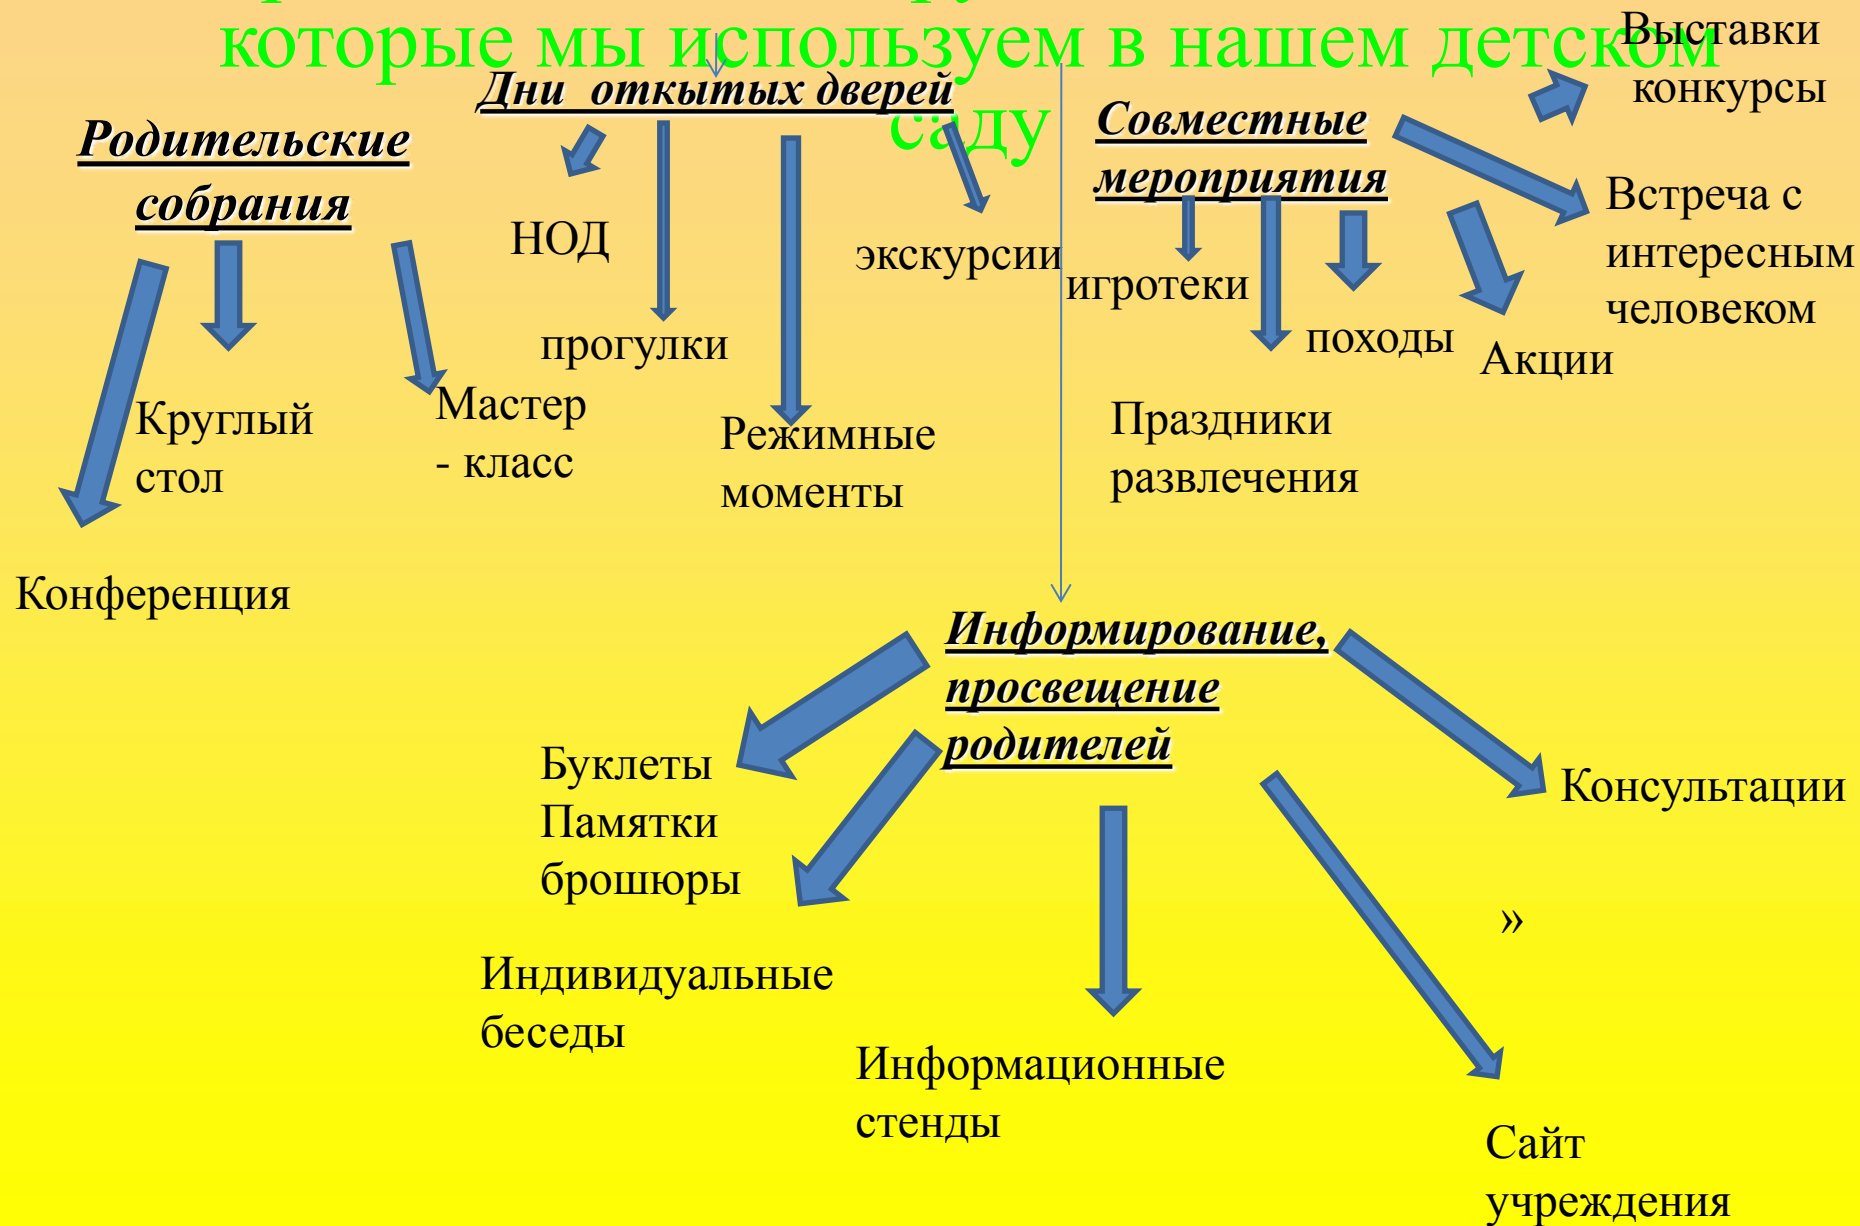 которые мы используем в нашем детском
саду
Родительские
собрания
Конференция
Круглый
стол
Мастер
- класс
Дни откытых дверей
НОД
прогулки
Режимные
моменты
экскурсии
Совместные
мероприятия
игротеки
Праздники
развлечения
походы
Акции
Встреча с
интересным
человеком
Выставки
конкурсы
Информирование,
просвещение
родителей
Буклеты
Памятки
брошюры
Индивидуальные
беседы
Информационные
стенды
Сайт
учреждения
Консультации
»